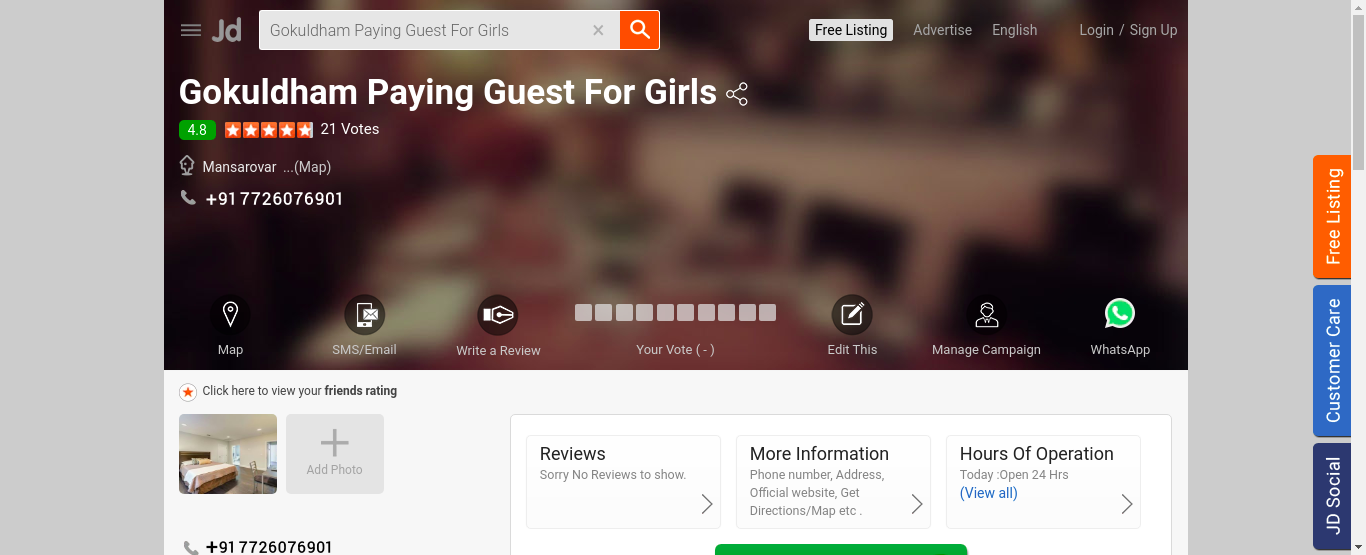 Jd
Gokuldham Paying Guest For Girls
Free Listing
Advertise
English
Login / Sign Up
Gokuldham Paying Guest For Girls
4.8
21 Votes
Mansarovar ...(Map)
+917726076901
Map
SMS/Email
Write a Review
Your Vote ( - )
Edit This
Manage Campaign
WhatsApp
Free Listing
Customer Care
JD Social
Click here to view your friends rating
Add Photo
Reviews
Sorry No Reviews to show.
More Information
Phone number, Address,
Official website, Get
Directions/Map etc .
Hours Of Operation
Today :Open 24 Hrs
(View all)
+917726076901